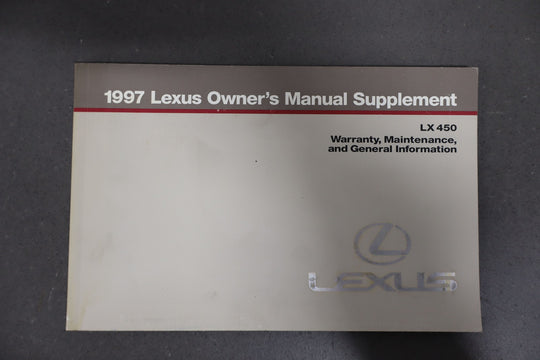 1997 Lexus Owner's Manual Supplement
LX 450
Warranty, Maintenance,
and General Information
LEXUS